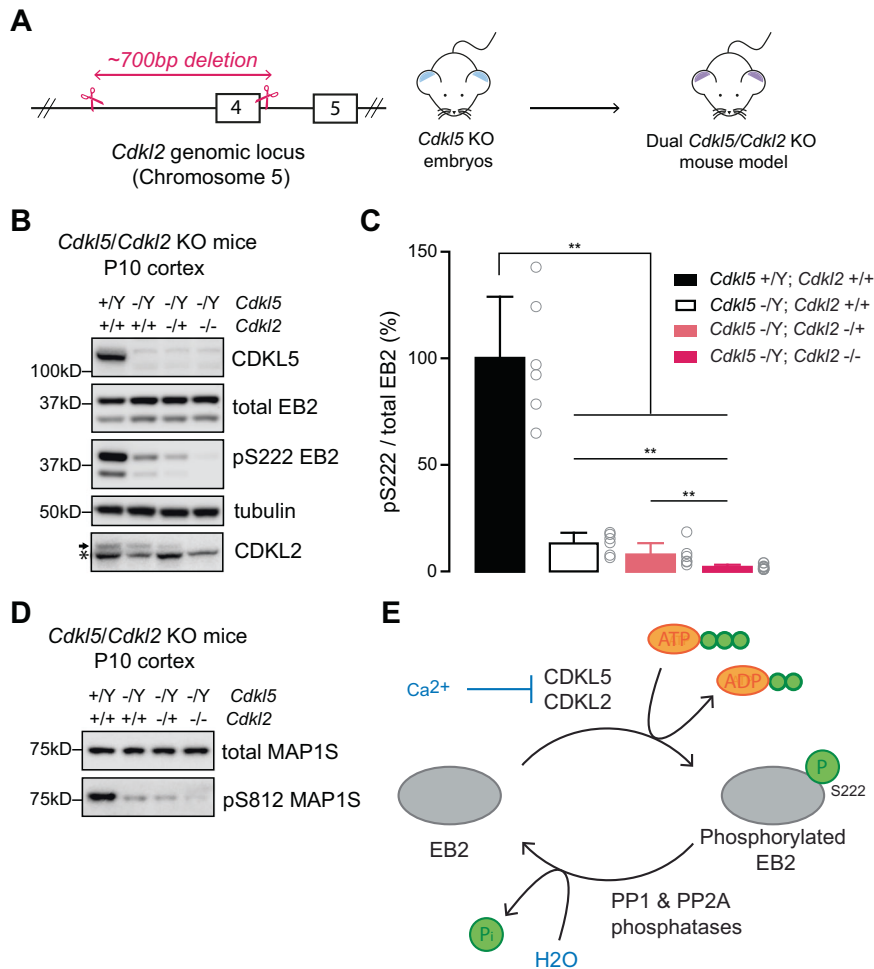 A
~700bp deletion
4
5
Cdkl2 genomic locus
(Chromosome 5)
Cdkl5 KO
embryos
Dual Cdkl5/Cdkl2 KO
mouse model
B
Cdkl5/Cdkl2 KO mice
P10 cortex
+/Y -/Y -/Y -/Y Cdkl5
+/+ +/+ -/+ -/- Cdkl2
CDKL5
100kD
37kD
total EB2
pS222 EB2
37kD
50kD
tubulin
*
CDKL2
C
pS222 / total EB2 (%)
150
100
50
0
**
**
**
Cdkl5 +/Y; Cdkl2 +/+
Cdkl5 -/Y; Cdkl2 +/+
Cdkl5 -/Y; Cdkl2 -/+
Cdkl5 -/Y; Cdkl2 -/-
D
Cdkl5/Cdkl2 KO mice
P10 cortex
+/Y -/Y -/Y -/Y Cdkl5
+/+ +/+ -/+ -/- Cdkl2
75kD
total MAP1S
75kD
pS812 MAP1S
E
ATP
ADP
Ca2+
CDKL5
CDKL2
P
S222
EB2
Phosphorylated
EB2
PP1 & PP2A
phosphatases
Pi
H2O